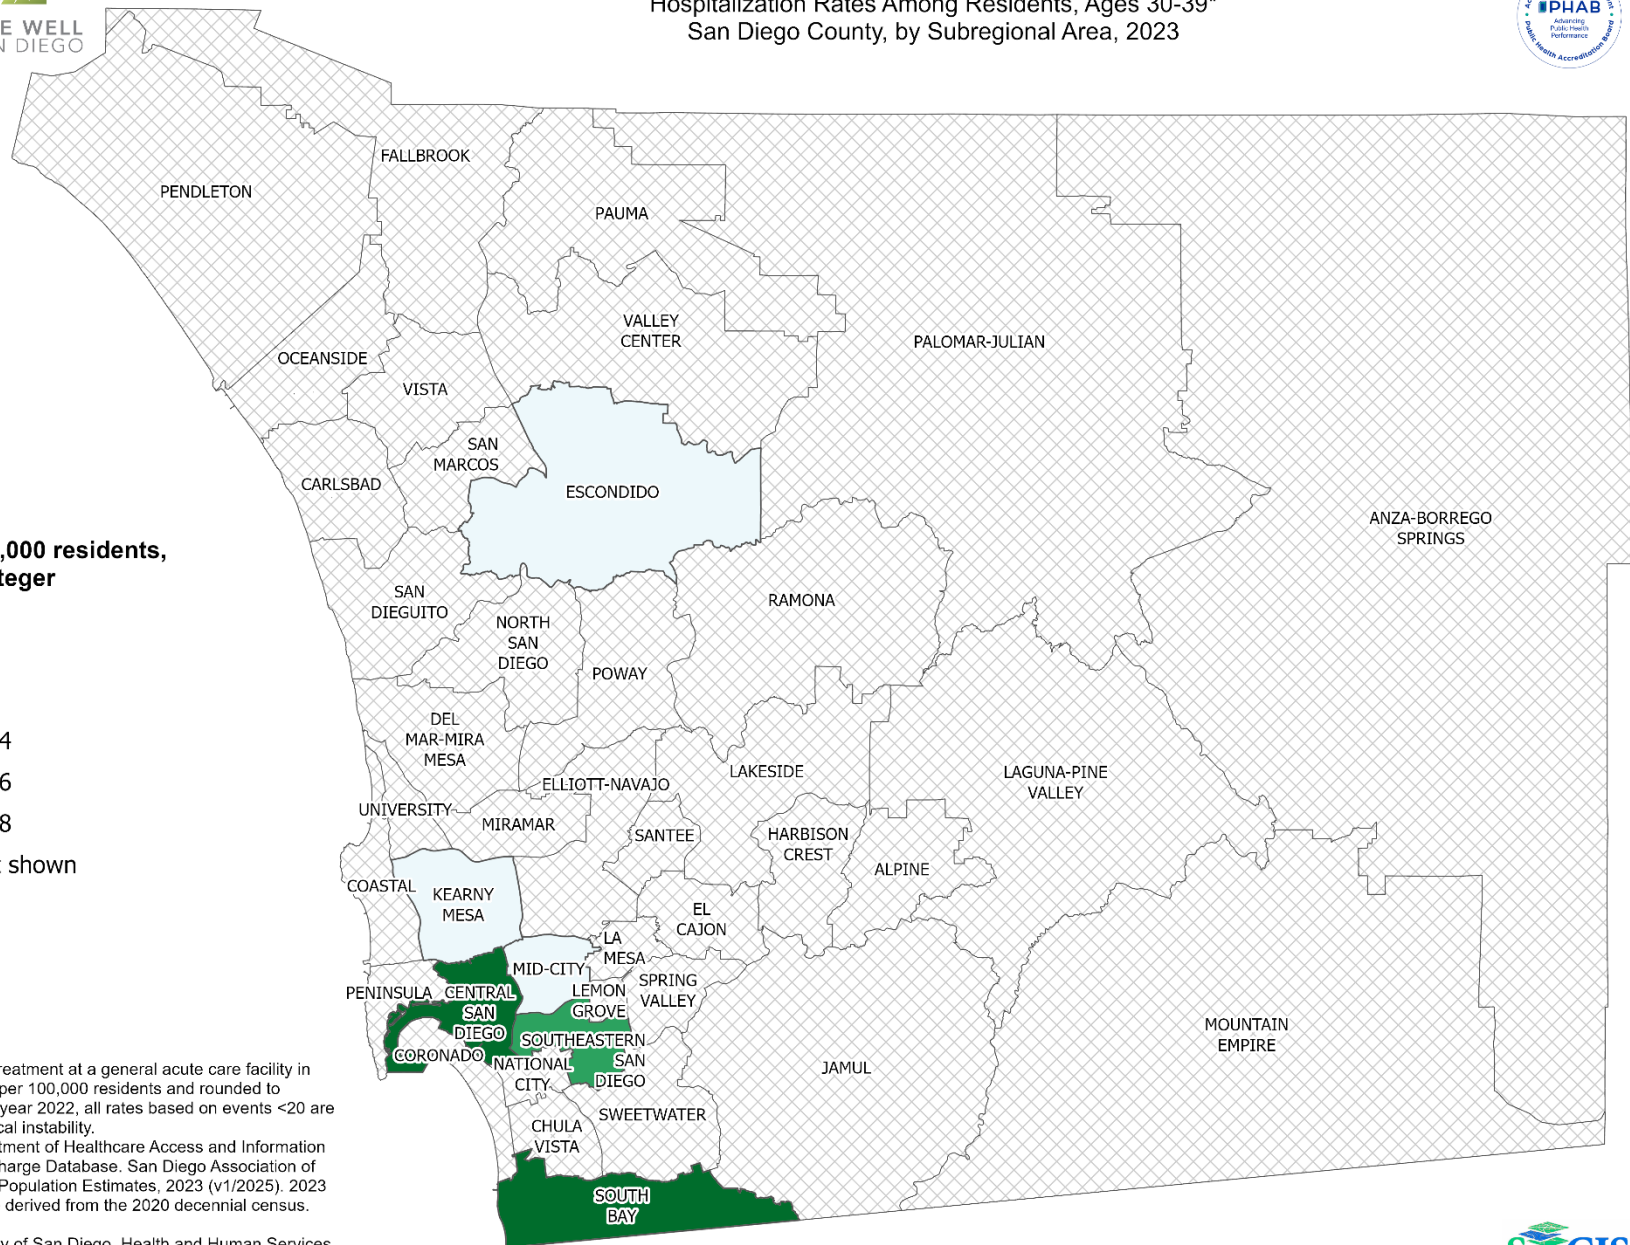 E WELL
N DIEGO
Hospitalization Rates Among Residents, Ages 30-39*
San Diego County, by Subregional Area, 2023
PHAB
Advancing
Public Health
Performance
Public Health Accreditation Board
FALLBROOK
PENDLETON
PAUMA
VALLEY
CENTER
PALOMAR-JULIAN
OCEANSIDE
VISTA
SAN
MARCOS
CARLSBAD
ESCONDIDO
ANZA-BORREGO
SPRINGS
,000 residents,
teger
SAN
DIEGUITO
RAMONA
NORTH
SAN
DIEGO
POWAY
DEL
MAR-MIRA
MESA
4
6
8
shown
LAKESIDE
LAGUNA-PINE
VALLEY
ELLIOTT-NAVAJO
UNIVERSITY
MIRAMAR
SANTEE
HARBISON
CREST
ALPINE
COASTAL
KEARNY
MESA
EL
CAJON
LA
MESA
MID-CITY
SPRING
VALLEY
PENINSULA
CENTRAL
SAN
DIEGO
LEMON
GROVE
SOUTHEASTERN
SAN
DIEGO
CORONADO
NATIONAL
CITY
JAMUL
MOUNTAIN
EMPIRE
SWEETWATER
CHULA
VISTA
SOUTH
BAY
reatment at a general acute care facility in
per 100,000 residents and rounded to
year 2022, all rates based on events <20 are
cal instability.
tment of Healthcare Access and Information
harge Database. San Diego Association of
Population Estimates, 2023 (v1/2025). 2023
derived from the 2020 decennial census.
y of San Diego, Health and Human Services